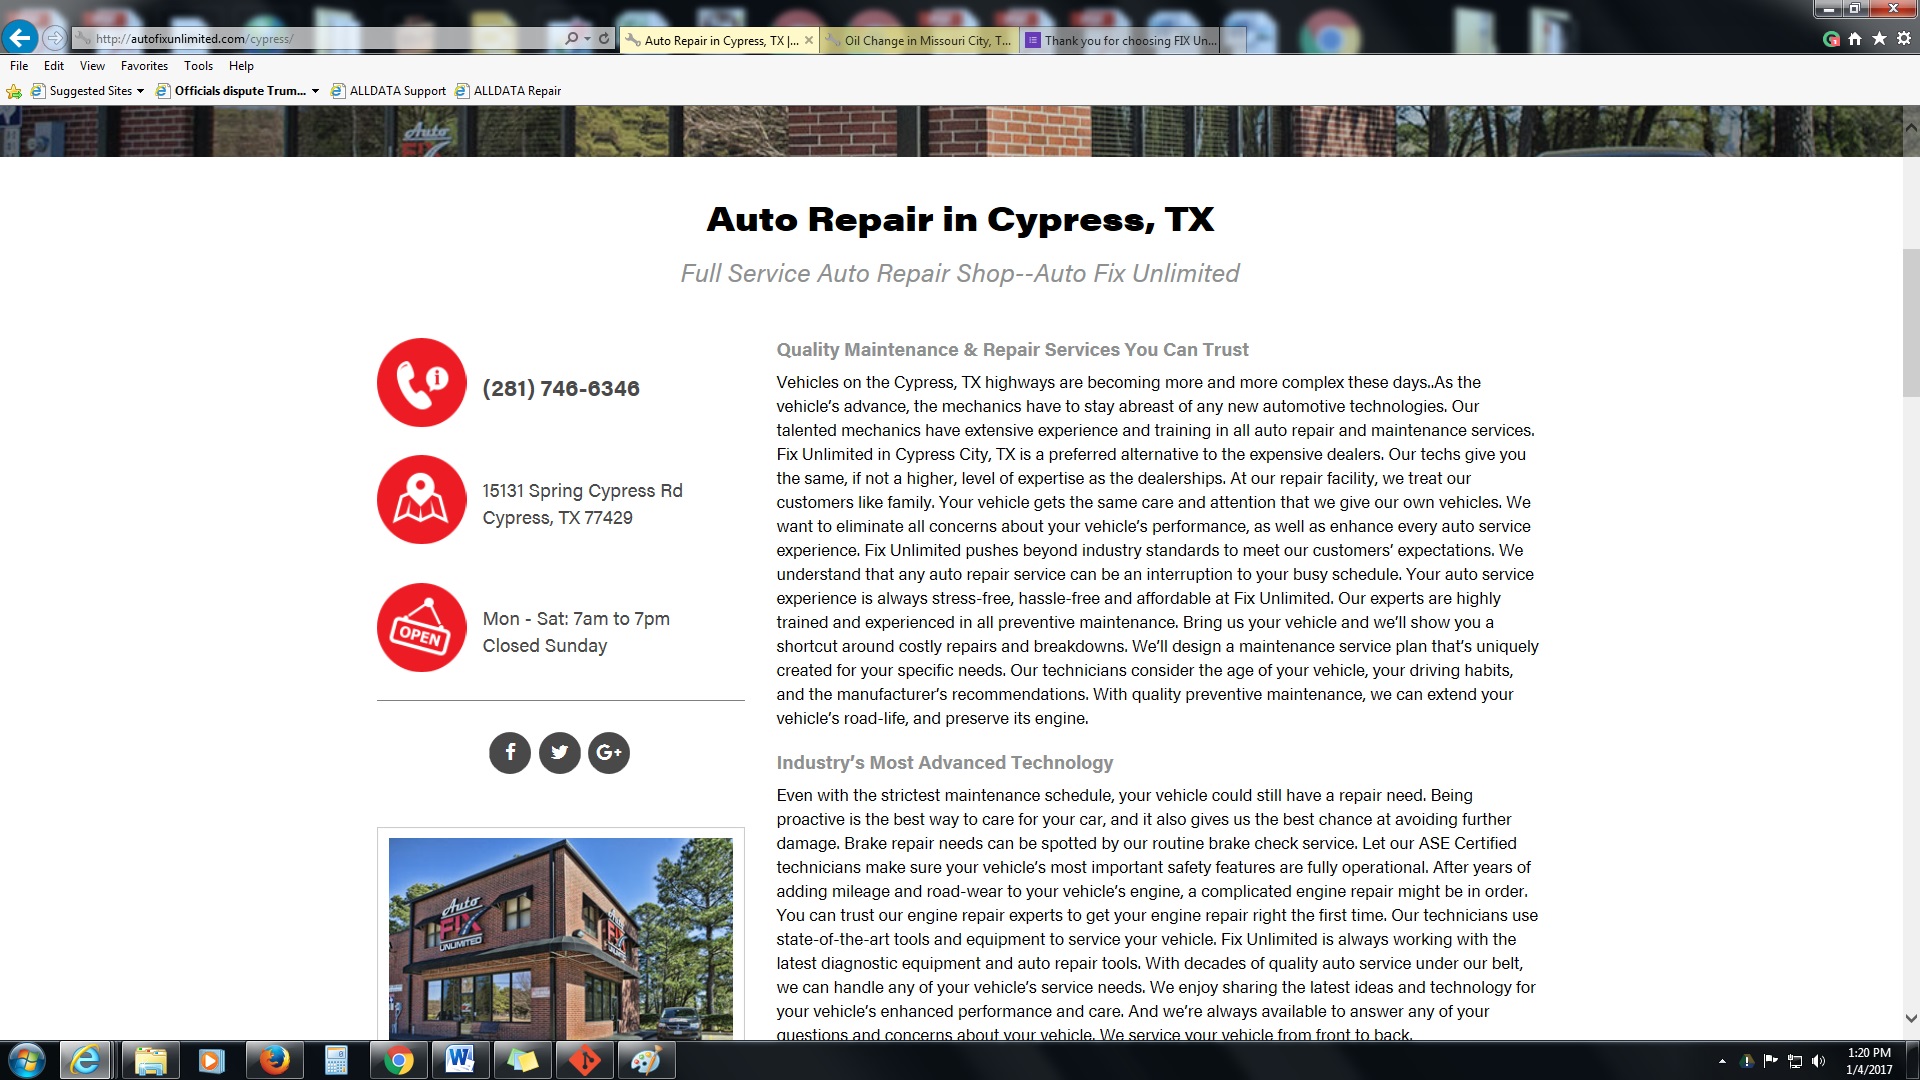 http://autofixunlimited.com/cypress/
Auto Repair in Cypress, TX |...
Oil Change in Missouri City, T...
Thank you for choosing FIX Un...
File Edit View Favorites Tools Help
Suggested Sites
Officials dispute Trum...
ALLDATA Support
ALLDATA Repair
Auto
FIX
Auto Repair in Cypress, TX
Full Service Auto Repair Shop--Auto Fix Unlimited
(281) 746-6346
15131 Spring Cypress Rd
Cypress, TX 77429
OPEN
Mon - Sat: 7am to 7pm
Closed Sunday
f
G+
Auto
FIX
UNLIMITED
FIX
UNLIMITED
Quality Maintenance & Repair Services You Can Trust
Vehicles on the Cypress, TX highways are becoming more and more complex these days..As the
vehicle’s advance, the mechanics have to stay abreast of any new automotive technologies. Our
talented mechanics have extensive experience and training in all auto repair and maintenance services.
Fix Unlimited in Cypress City, TX is a preferred alternative to the expensive dealers. Our techs give you
the same, if not a higher, level of expertise as the dealerships. At our repair facility, we treat our
customers like family. Your vehicle gets the same care and attention that we give our own vehicles. We
want to eliminate all concerns about your vehicle’s performance, as well as enhance every auto service
experience. Fix Unlimited pushes beyond industry standards to meet our customers’ expectations. We
understand that any auto repair service can be an interruption to your busy schedule. Your auto service
experience is always stress-free, hassle-free and affordable at Fix Unlimited. Our experts are highly
trained and experienced in all preventive maintenance. Bring us your vehicle and we’ll show you a
shortcut around costly repairs and breakdowns. We’ll design a maintenance service plan that’s uniquely
created for your specific needs. Our technicians consider the age of your vehicle, your driving habits,
and the manufacturer’s recommendations. With quality preventive maintenance, we can extend your
vehicle’s road-life, and preserve its engine.
Industry’s Most Advanced Technology
Even with the strictest maintenance schedule, your vehicle could still have a repair need. Being
proactive is the best way to care for your car, and it also gives us the best chance at avoiding further
damage. Brake repair needs can be spotted by our routine brake check service. Let our ASE Certified
technicians make sure your vehicle’s most important safety features are fully operational. After years of
adding mileage and road-wear to your vehicle’s engine, a complicated engine repair might be in order.
You can trust our engine repair experts to get your engine repair right the first time. Our technicians use
state-of-the-art tools and equipment to service your vehicle. Fix Unlimited is always working with the
latest diagnostic equipment and auto repair tools. With decades of quality auto service under our belt,
we can handle any of your vehicle’s service needs. We enjoy sharing the latest ideas and technology for
your vehicle’s enhanced performance and care. And we’re always available to answer any of your
questions and concerns about your vehicle. We service your vehicle from front to back.
1:20 PM
1/4/2017